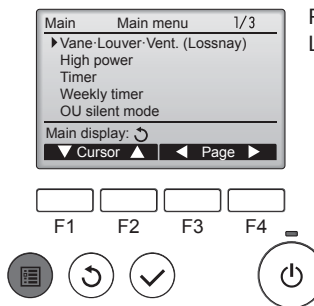 Main Main menu 1/3
▶Vane·Louver·Vent. (Lossnay)
High power
Timer
Weekly timer
OU silent mode
Main display:
▼ Cursor ▲ ◀ Page ▶
F1 F2 F3 F4